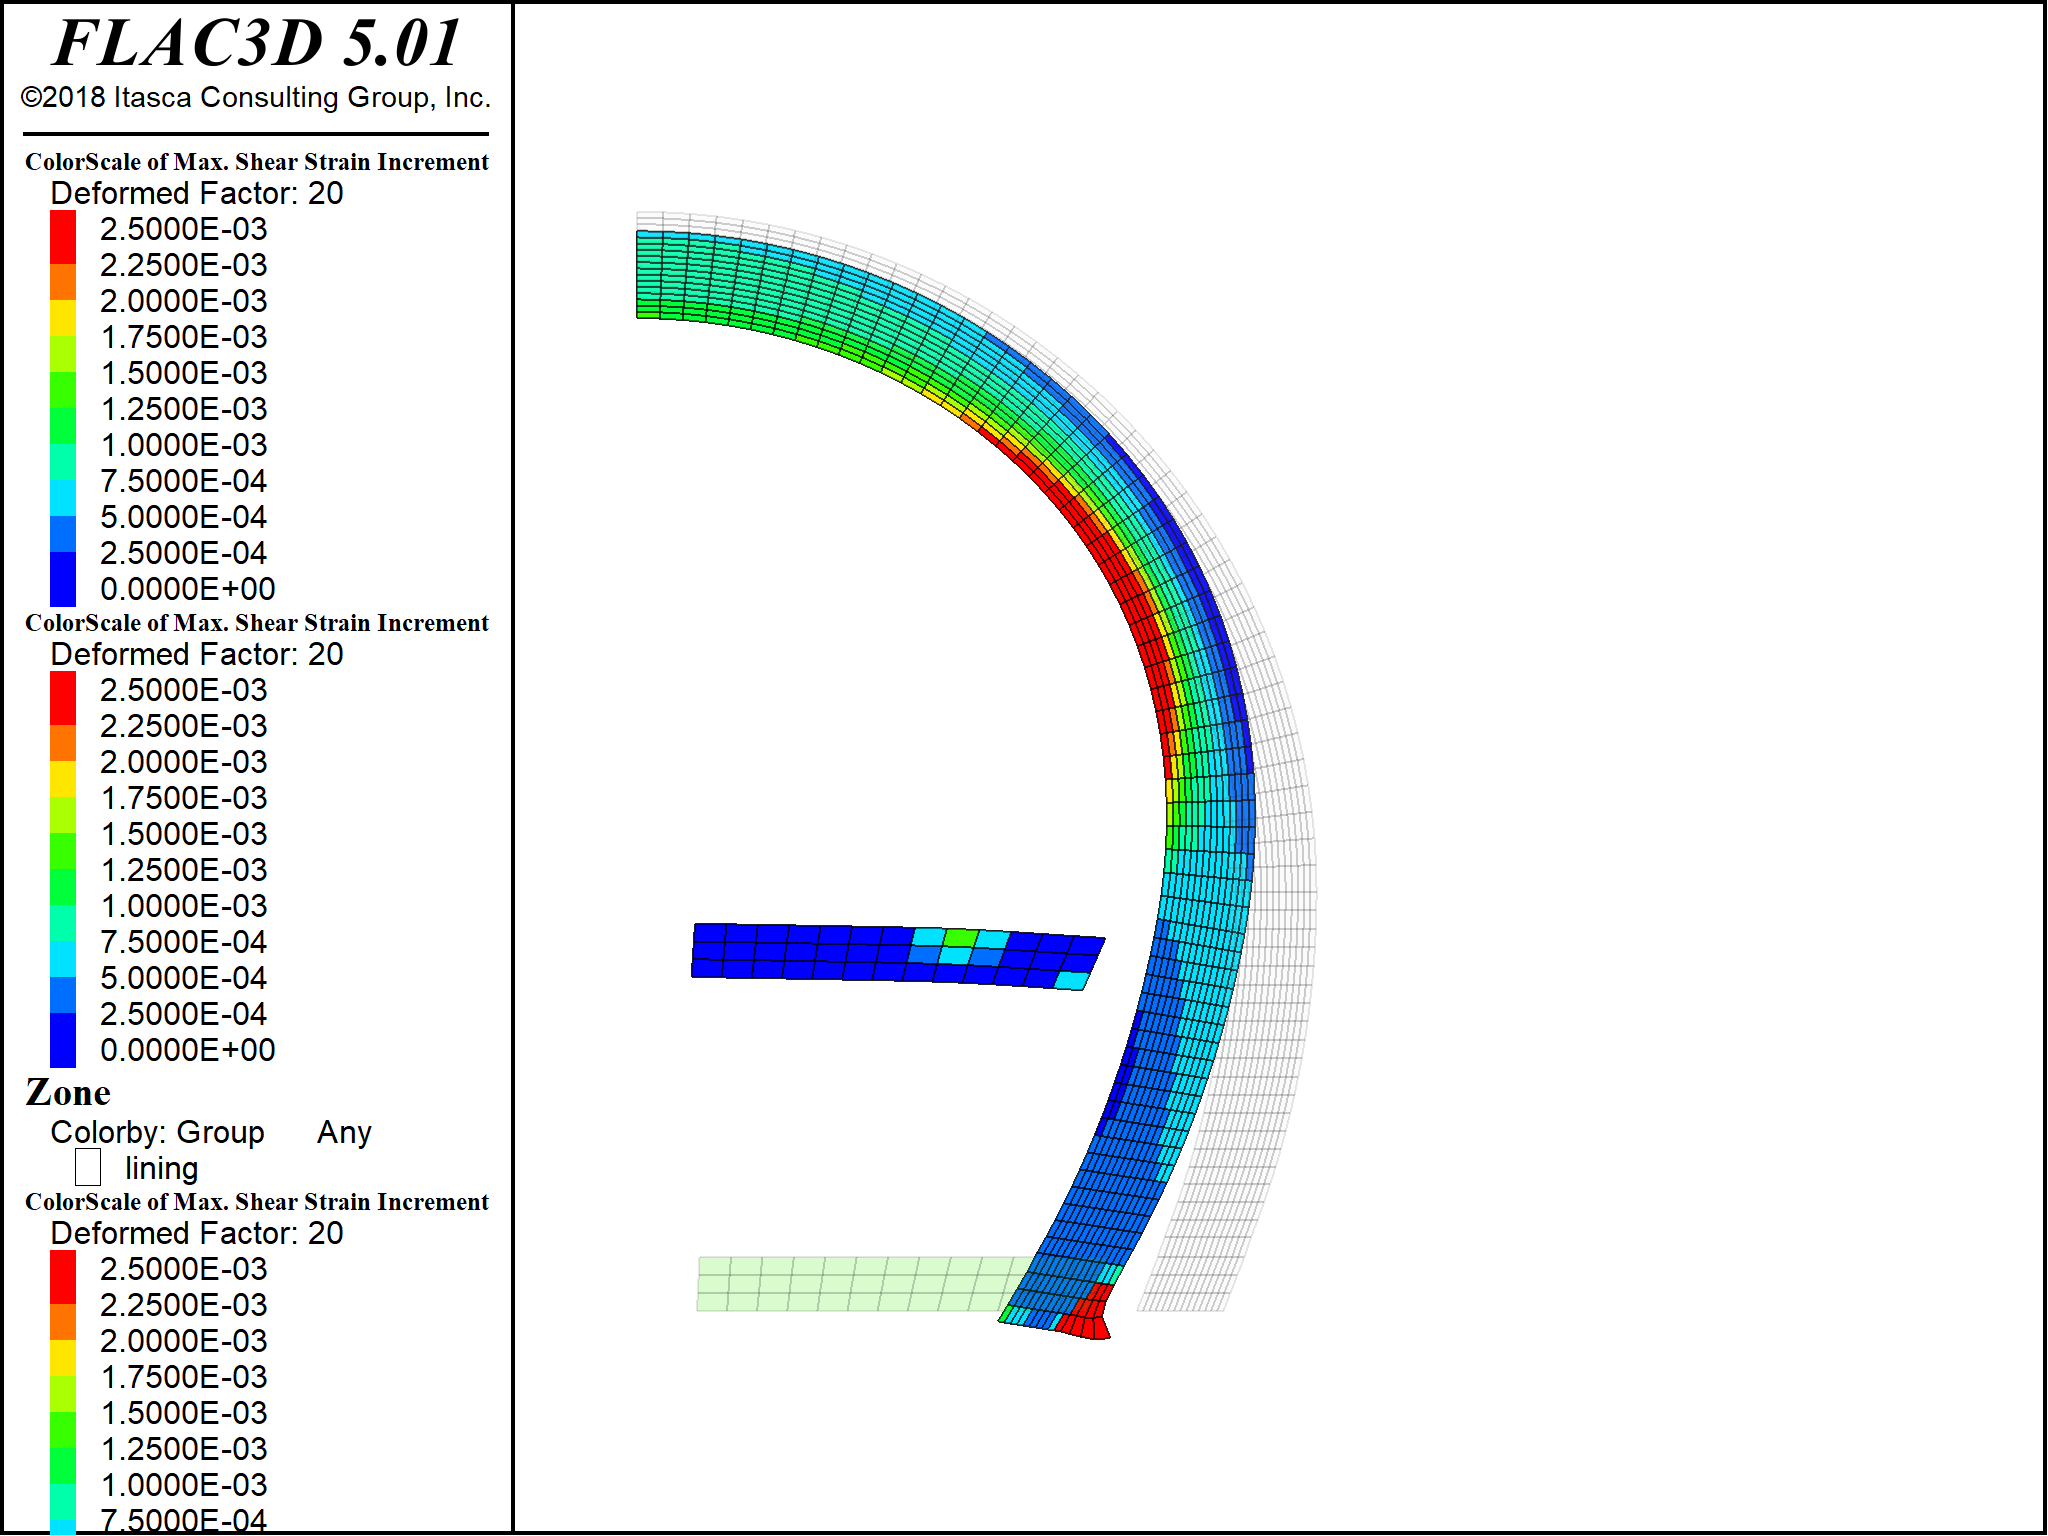 FLAC3D 5.01
©2018 Itasca Consulting Group, Inc.
ColorScale of Max. Shear Strain Increment
Deformed Factor: 20
2.5000E-03
2.2500E-03
2.0000E-03
1.7500E-03
1.5000E-03
1.2500E-03
1.0000E-03
7.5000E-04
5.0000E-04
2.5000E-04
0.0000E+00
ColorScale of Max. Shear Strain Increment
Deformed Factor: 20
2.5000E-03
2.2500E-03
2.0000E-03
1.7500E-03
1.5000E-03
1.2500E-03
1.0000E-03
7.5000E-04
5.0000E-04
2.5000E-04
0.0000E+00
Zone
Colorby: Group Any
lining
ColorScale of Max. Shear Strain Increment
Deformed Factor: 20
2.5000E-03
2.2500E-03
2.0000E-03
1.7500E-03
1.5000E-03
1.2500E-03
1.0000E-03
7.5000E-04